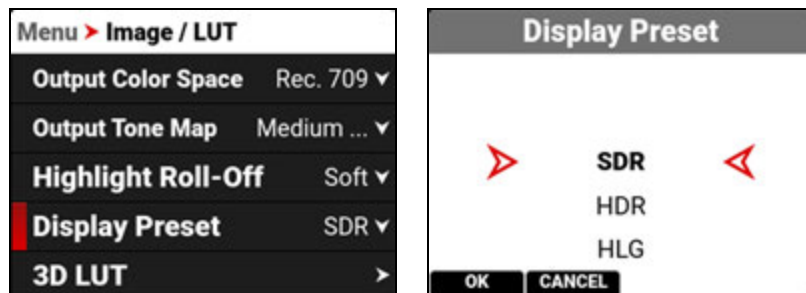 Menu > Image / LUT
Output Color Space Rec. 709
Output Tone Map Medium ...
Highlight Roll-Off Soft
Display Preset SDR
3D LUT >
Display Preset
SDR
HDR
HLG
OK CANCEL